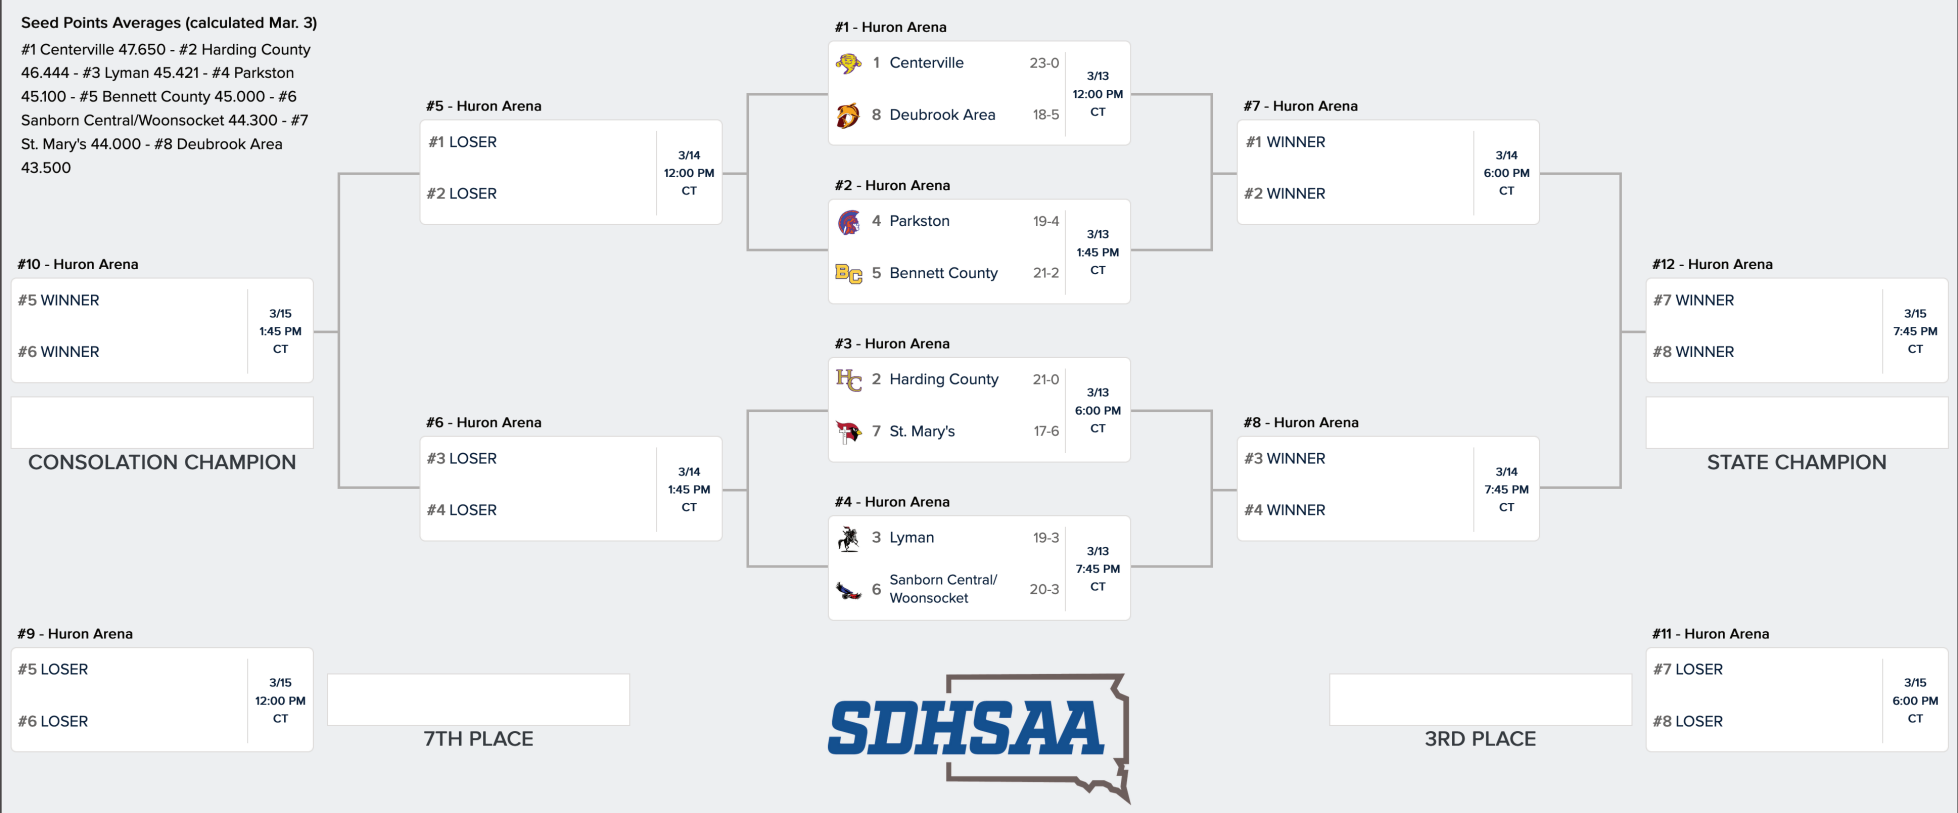 Seed Points Averages (calculated Mar. 3)
#1 Centerville 47.650 - #2 Harding County
46.444 - #3 Lyman 45.421 - #4 Parkston
45.100 - #5 Bennett County 45.000 - #6
Sanborn Central/Woonsocket 44.300 - #7
St. Mary's 44.000 - #8 Deubrook Area
43.500
#10 - Huron Arena
#5 WINNER
#6 WINNER
3/15
1:45 PM
CT
CONSOLATION CHAMPION
#9 - Huron Arena
#5 LOSER
#6 LOSER
3/15
12:00 PM
CT
7TH PLACE
#5 - Huron Arena
#1 LOSER
#2 LOSER
3/14
12:00 PM
CT
#6 - Huron Arena
#3 LOSER
#4 LOSER
3/14
1:45 PM
CT
#1 - Huron Arena
1 Centerville 23-0
8 Deubrook Area 18-5
3/13
12:00 PM
CT
#2 - Huron Arena
4 Parkston 19-4
BC 5 Bennett County 21-2
3/13
1:45 PM
CT
#3 - Huron Arena
HC 2 Harding County 21-0
7 St. Mary's 17-6
3/13
6:00 PM
CT
#4 - Huron Arena
3 Lyman 19-3
6 Sanborn Central/
Woonsocket 20-3
3/13
7:45 PM
CT
SDHSAA
#7 - Huron Arena
#1 WINNER
#2 WINNER
3/14
6:00 PM
CT
#8 - Huron Arena
#3 WINNER
#4 WINNER
3/14
7:45 PM
CT
#12 - Huron Arena
#7 WINNER
#8 WINNER
3/15
7:45 PM
CT
STATE CHAMPION
#11 - Huron Arena
#7 LOSER
#8 LOSER
3/15
6:00 PM
CT
3RD PLACE